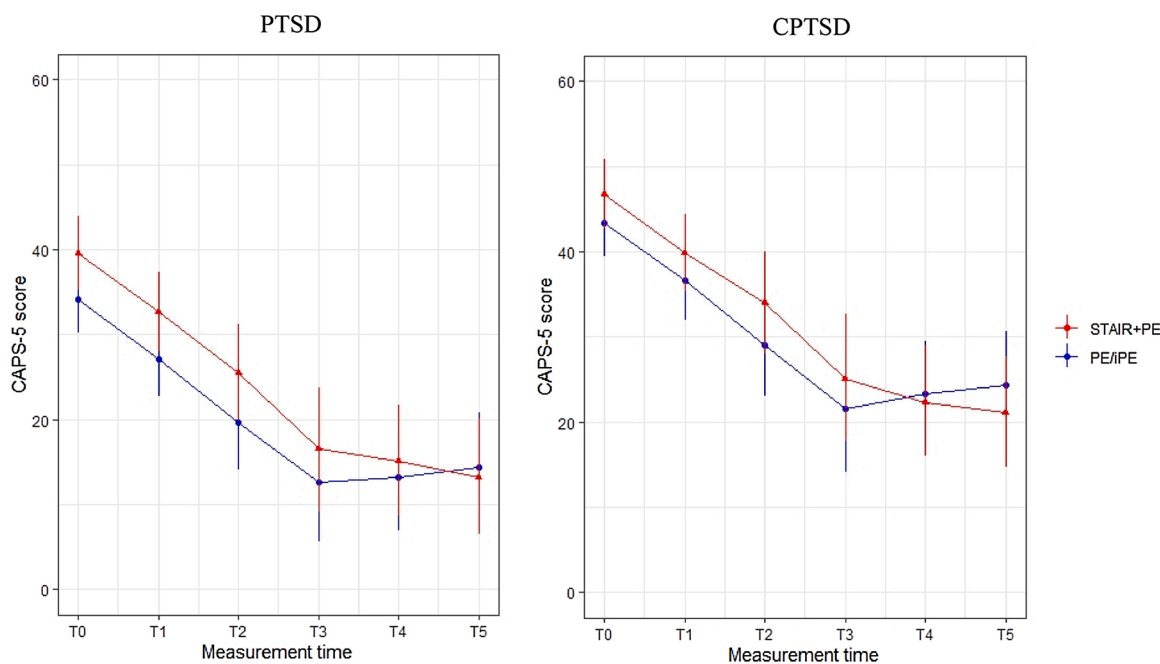 PTSD
CAPS-5 score
60
40
20
0
T0 T1 T2 T3 T4 T5
Measurement time
CPTSD
CAPS-5 score
60
40
20
0
T0 T1 T2 T3 T4 T5
Measurement time
STAIR+PE
PE/iPE